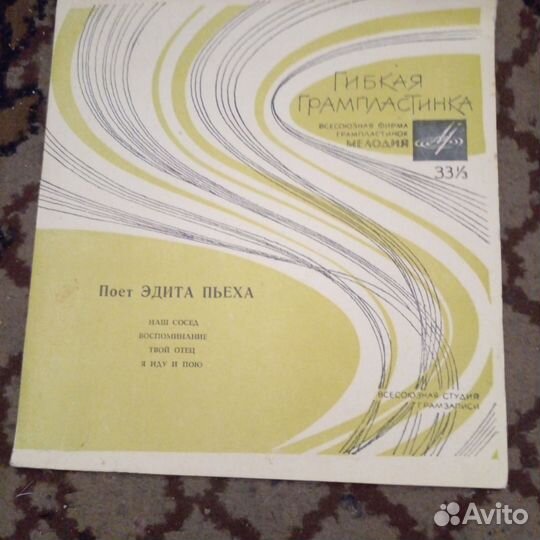 ГИБКАЯ
ГРАМПЛАСТИНКА
ВСЕСОЮЗНАЯ ФИРМА
ГРАМПЛАСТИНОК
МЕЛОДИЯ
33⅓
Поет ЭДИТА ПЬЕХА
НАШ СОСЕД
ВОСПОМИНАНИЕ
ТВОЙ ОТЕЦ
Я ИДУ И ПОЮ
ВСЕСОЮЗНАЯ СТУДИЯ
ГРАМЗАПИСИ
Avito